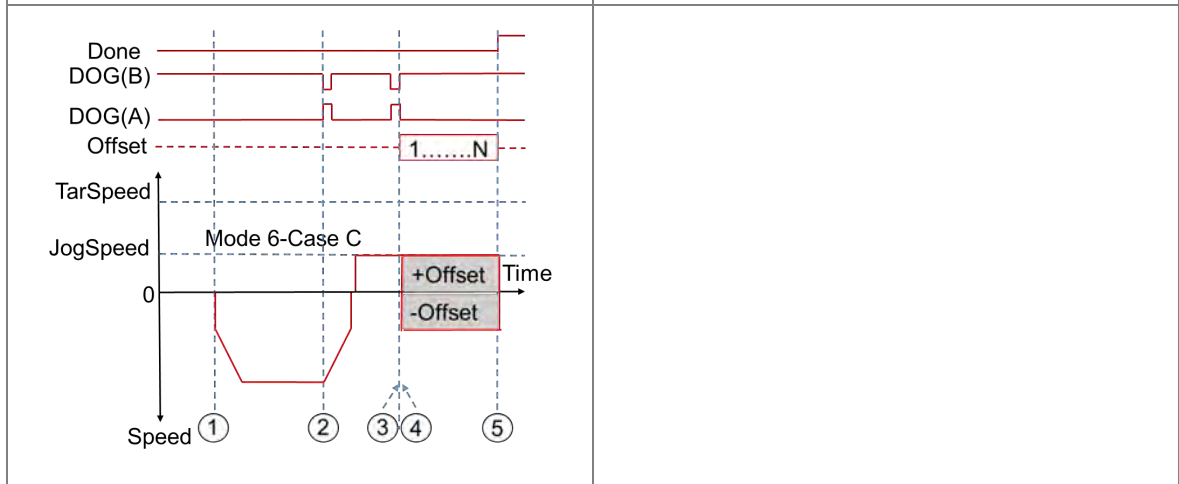 Done
DOG(B)
DOG(A)
Offset
1.......N
TarSpeed
Mode 6-Case C
JogSpeed
+Offset
Time
0
-Offset
Speed
1
2
3
4
5